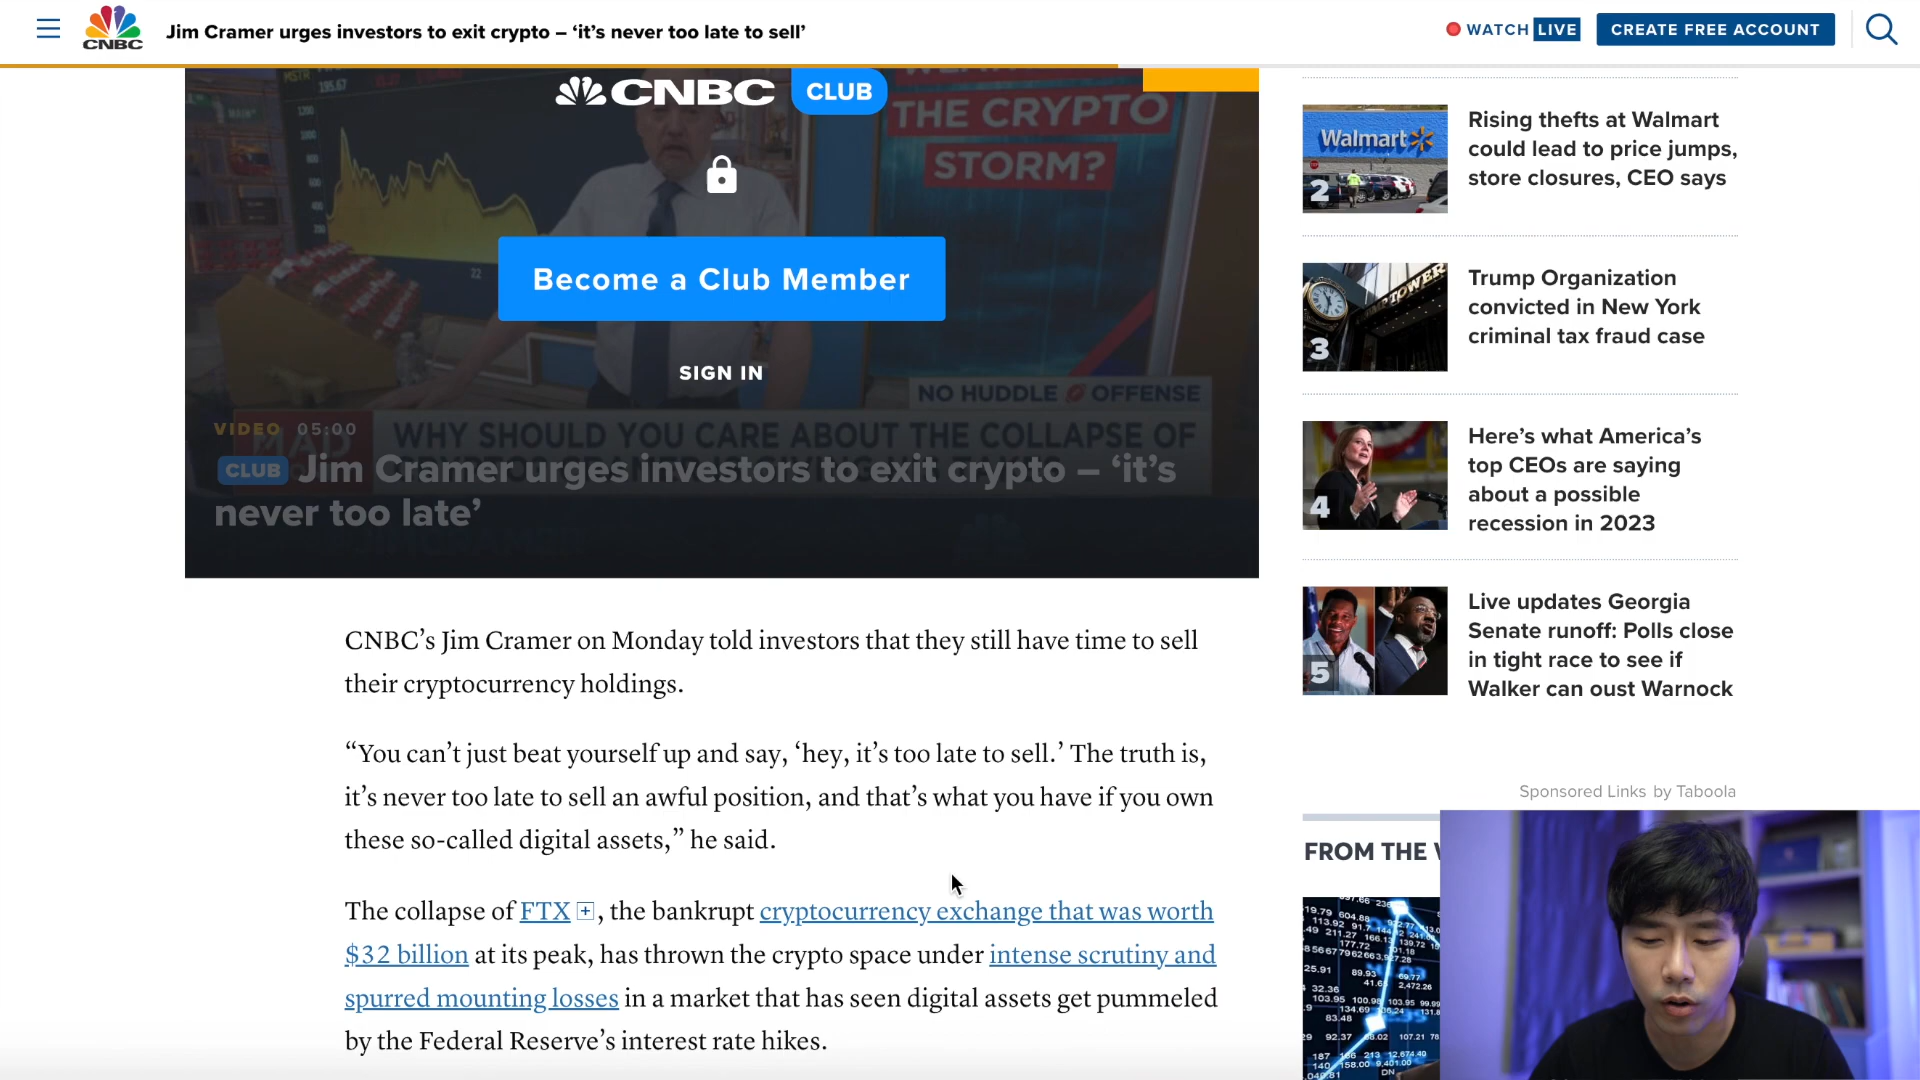 CNBC
Jim Cramer urges investors to exit crypto – ‘it’s never too late to sell’
WATCH LIVE
CREATE FREE ACCOUNT
MSTR
195.67
CNBC CLUB
THE CRYPTO
STORM?
Become a Club Member
SIGN IN
NO HUDDLE OFFENSE
VIDEO 05:00
WHY SHOULD YOU CARE ABOUT THE COLLAPSE OF
CLUB Jim Cramer urges investors to exit crypto – ‘it’s
never too late’
CNBC’s Jim Cramer on Monday told investors that they still have time to sell
their cryptocurrency holdings.
“You can’t just beat yourself up and say, ‘hey, it’s too late to sell.’ The truth is,
it’s never too late to sell an awful position, and that’s what you have if you own
these so-called digital assets,” he said.
The collapse of FTX, the bankrupt cryptocurrency exchange that was worth
$32 billion at its peak, has thrown the crypto space under intense scrutiny and
spurred mounting losses in a market that has seen digital assets get pummeled
by the Federal Reserve’s interest rate hikes.
Walmart
2
Rising thefts at Walmart
could lead to price jumps,
store closures, CEO says
3
Trump Organization
convicted in New York
criminal tax fraud case
4
Here’s what America’s
top CEOs are saying
about a possible
recession in 2023
5
Live updates Georgia
Senate runoff: Polls close
in tight race to see if
Walker can oust Warnock
Sponsored Links by Taboola
FROM THE